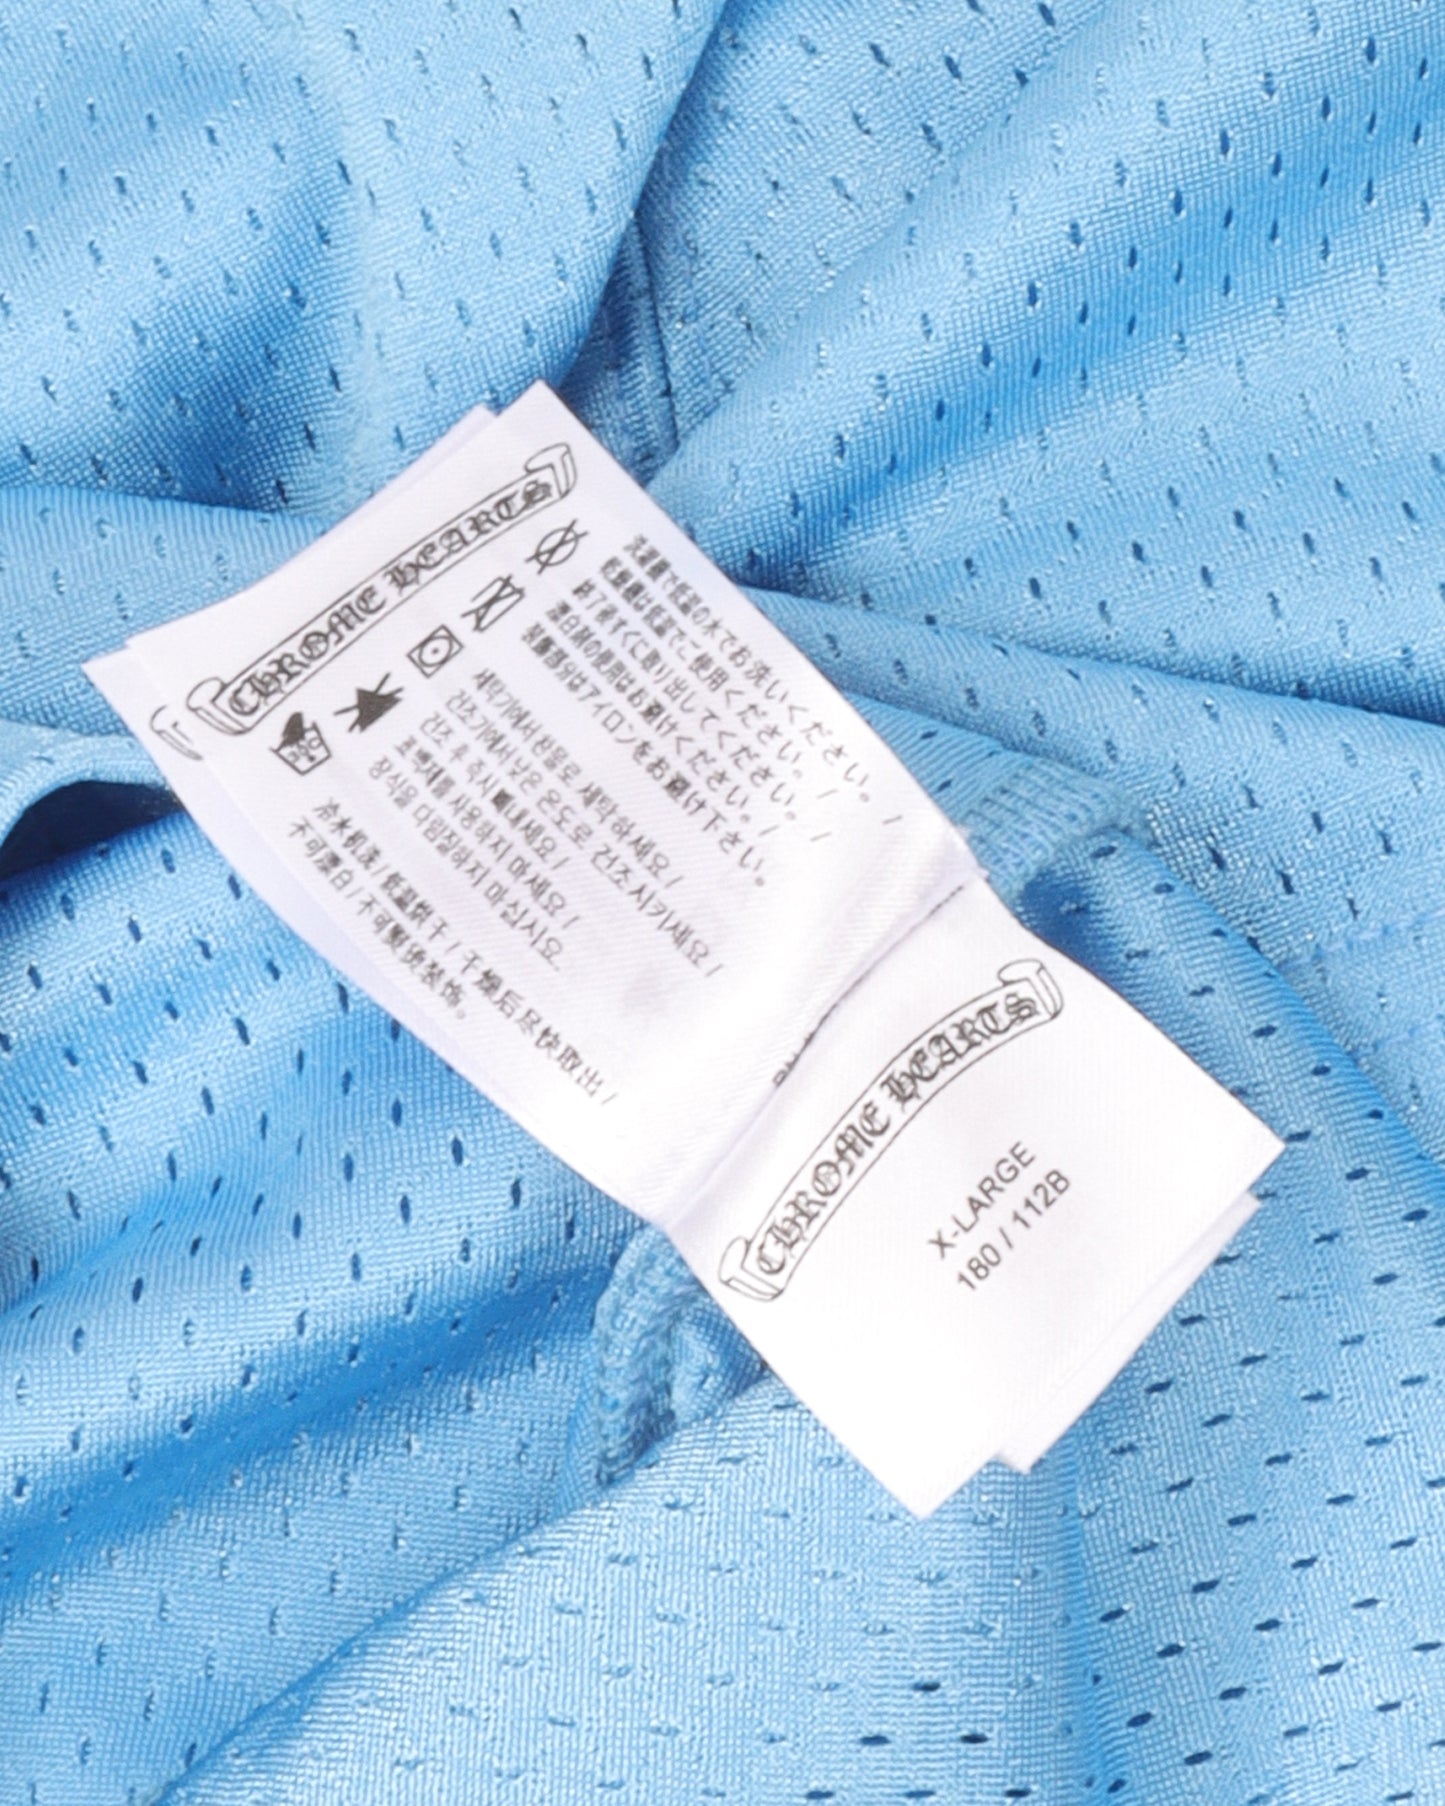 CHROME HEARTS
洗濯機で低温の水でお洗いください。/
乾燥機は低温でご使用ください。/
終了後すぐに取り出してください。/
漂白剤の使用はお避けください。/
装飾部分はアイロンをお避け下さい。
세탁기에서 찬물로 세탁하세요 /
건조기에서 낮은 온도로 건조 시키세요 /
건조 후 즉시 빼내세요 /
표백제를 사용하지 마세요 /
장식을 다림질하지 마십시요.
冷水机洗 / 低温烘干 / 干燥后尽快取出 /
不可漂白 / 不可熨烫装饰。
CHROME HEARTS
X-LARGE
180 / 112B